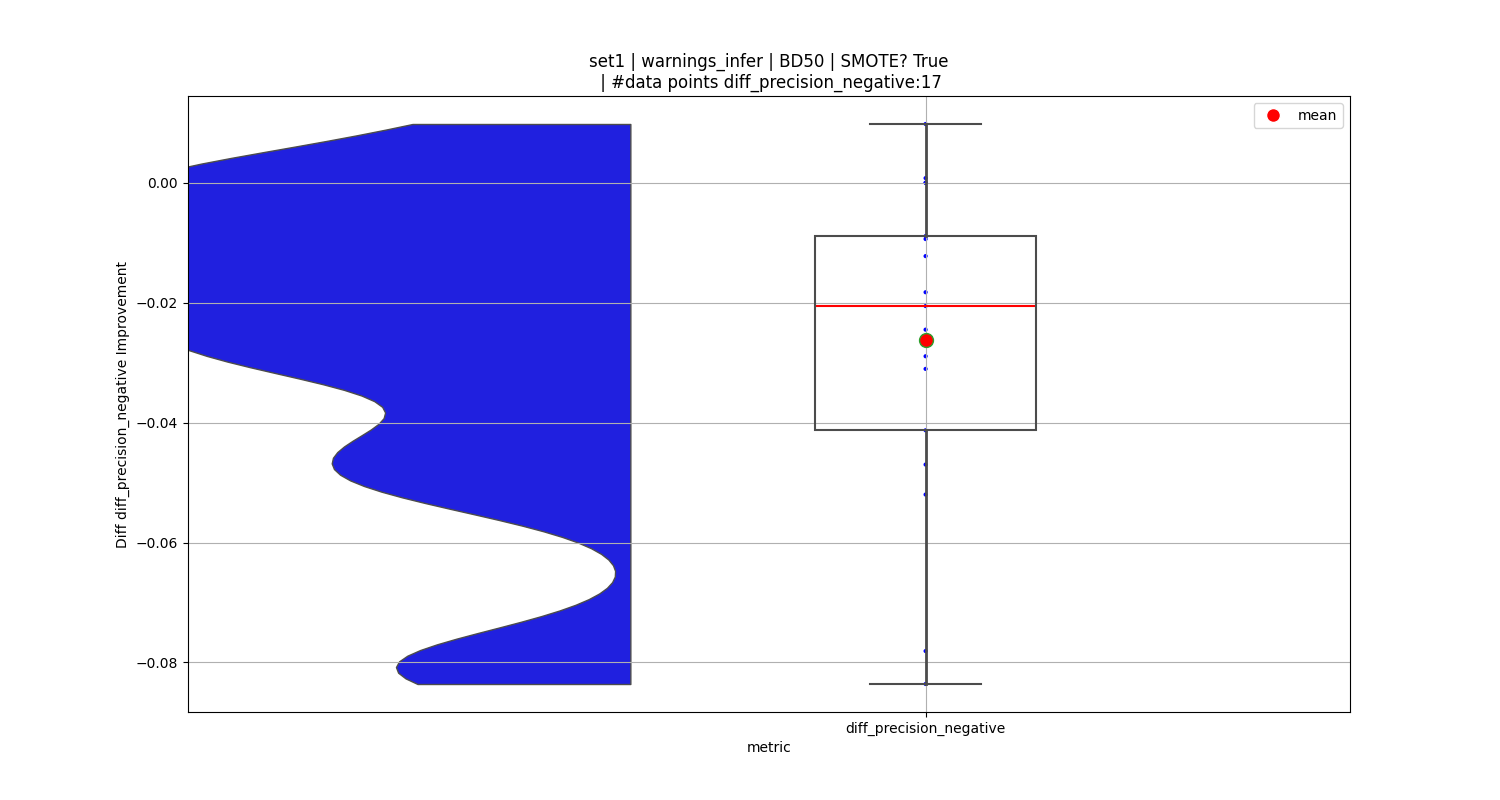 set1 | warnings_infer | BD50 | SMOTE? True
| #data points diff_precision_negative:17
mean
Diff diff_precision_negative Improvement
0.00
−0.02
−0.04
−0.06
−0.08
diff_precision_negative
metric